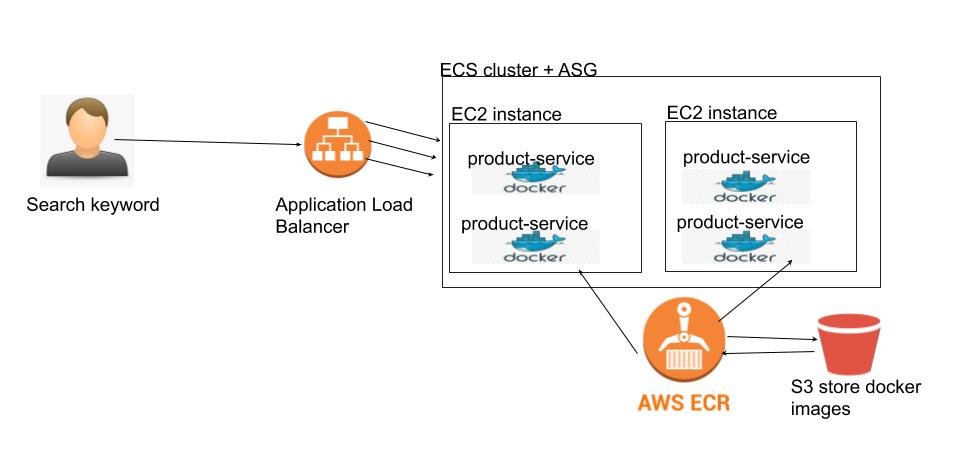 ECS cluster + ASG
EC2 instance
EC2 instance
product-service
docker
product-service
docker
product-service
docker
product-service
docker
Search keyword
Application Load
Balancer
AWS ECR
S3 store docker
images